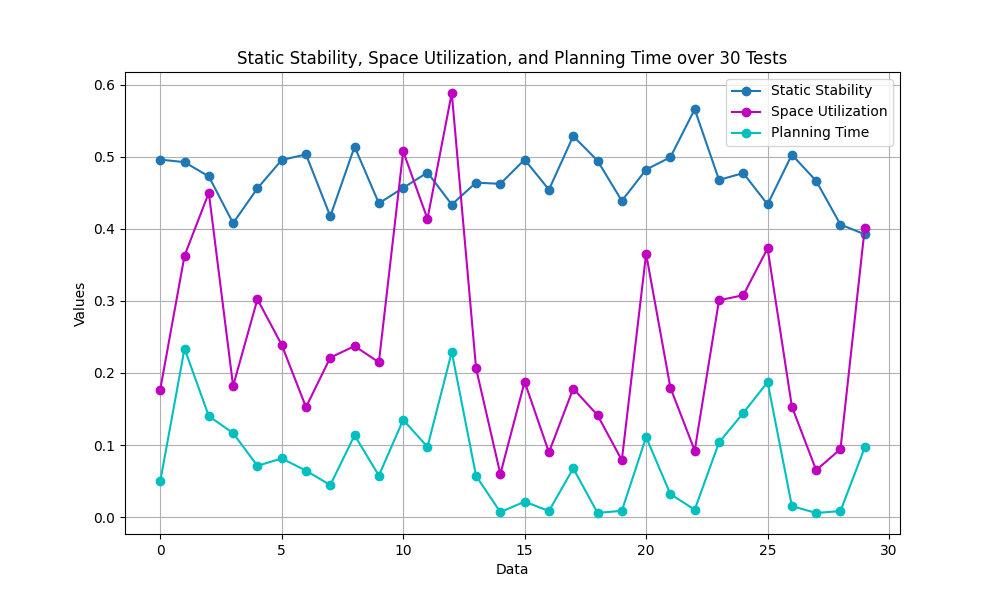 Static Stability, Space Utilization, and Planning Time over 30 Tests
Static Stability
Space Utilization
Planning Time
0.6
0.5
0.4
0.3
0.2
0.1
0.0
Values
0 5 10 15 20 25 30
Data